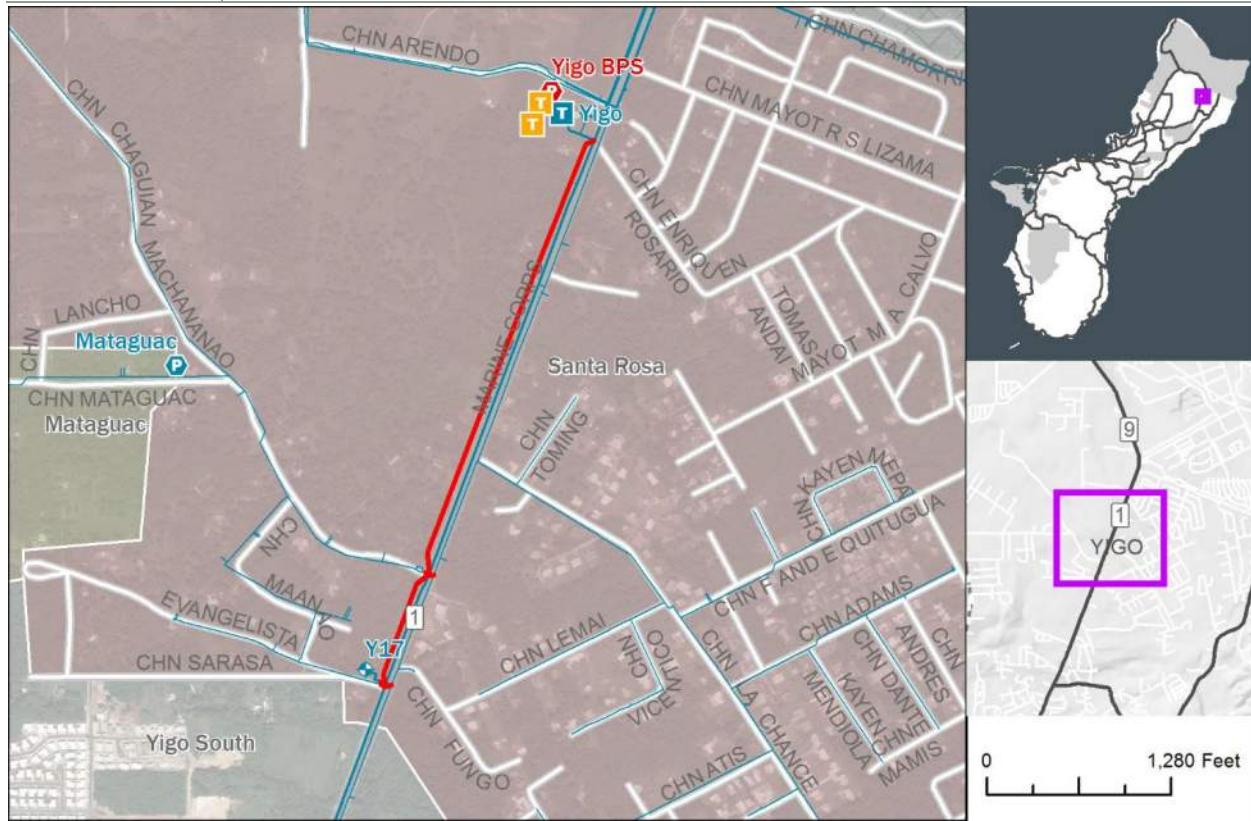 CHN CHAMORRI
CHN ARENDO
Yigo BPS
P
T
T
T
Yigo
CHN MAYOT R S LIZAMA
CHN
CHAGUIAN
MACHANANAO
CHN ENRIQUEN
ROSARIO
MAYOT M A CALVO
TOMAS
ANDAI
MARINE CORPS
LANCHO
CHN
Mataguac
P
CHN MATAGUAC
Mataguac
Santa Rosa
CHN
TOMING
KAYEN MEPA
CHN
CHN F AND E QUITUGUA
CHN
MAANAO
EVANGELISTA
1
Y17
CHN SARASA
CHN LEMAI
CHN
VICE NATICO
CHN ADAMS
CHN
ANDRES
CHN DANTE
KAYEN
MENDIOLA
CHN
MAMIS
CHN LA CHANCE
CHN
FUNGO
CHN ATIS
Yigo South
9
1
YIGO
0
1,280 Feet